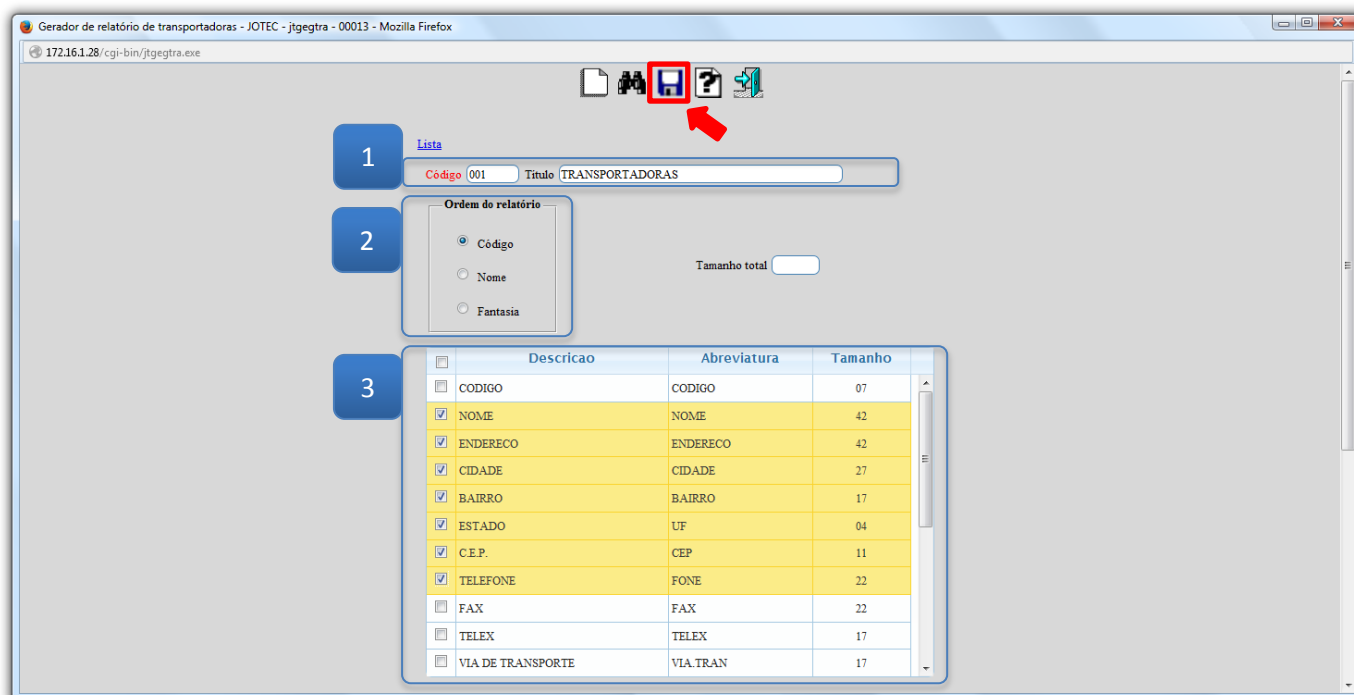 Gerador de relatório de transportadoras - JOTEC - jtgegtra - 00013 - Mozilla Firefox
172.16.1.28/cgi-bin/jtgegtra.exe
1
Lista
Código 001 Titulo TRANSPORTADORAS
2
Ordem do relatório
Código
Nome
Fantasia
Tamanho total
3
Descricao Abreviatura Tamanho
CODIGO CODIGO 07
NOME NOME 42
ENDERECO ENDERECO 42
CIDADE CIDADE 27
BAIRRO BAIRRO 17
ESTADO UF 04
C.E.P. CEP 11
TELEFONE FONE 22
FAX FAX 22
TELEX TELEX 17
VIA DE TRANSPORTE VIA.TRAN 17